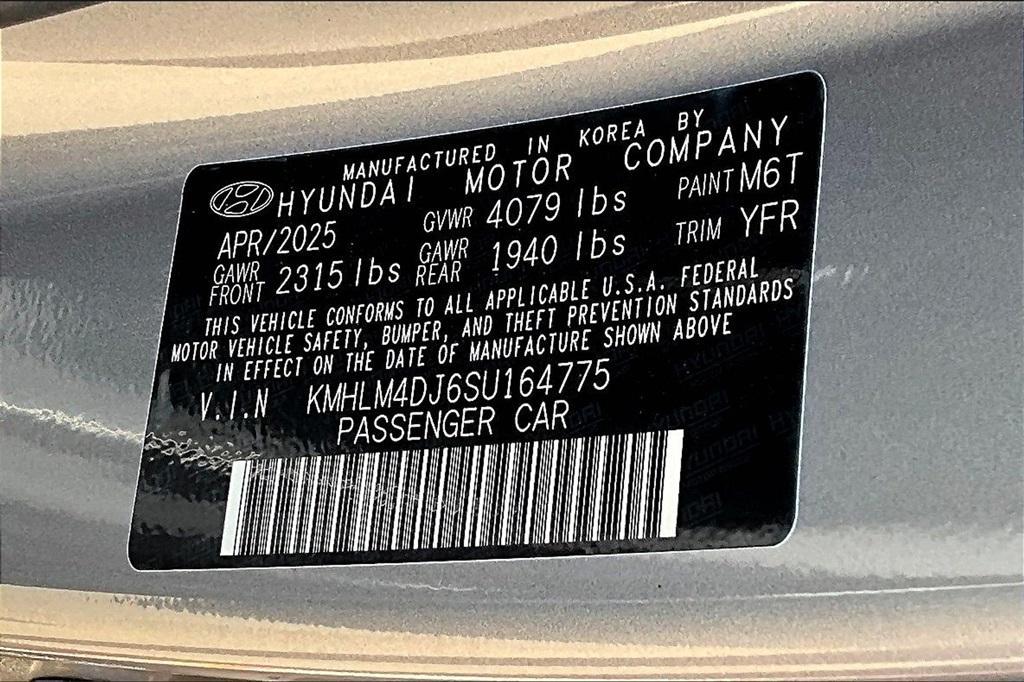 MANUFACTURED IN KOREA BY
HYUNDAI MOTOR COMPANY
APR/2025 GVWR 4079 lbs PAINT M6T
GAWR FRONT 2315 lbs GAWR REAR 1940 lbs TRIM YFR
THIS VEHICLE CONFORMS TO ALL APPLICABLE U.S.A. FEDERAL
MOTOR VEHICLE SAFETY, BUMPER, AND THEFT PREVENTION STANDARDS
IN EFFECT ON THE DATE OF MANUFACTURE SHOWN ABOVE
V.I.N KMHLM4DJ6SU164775
PASSENGER CAR